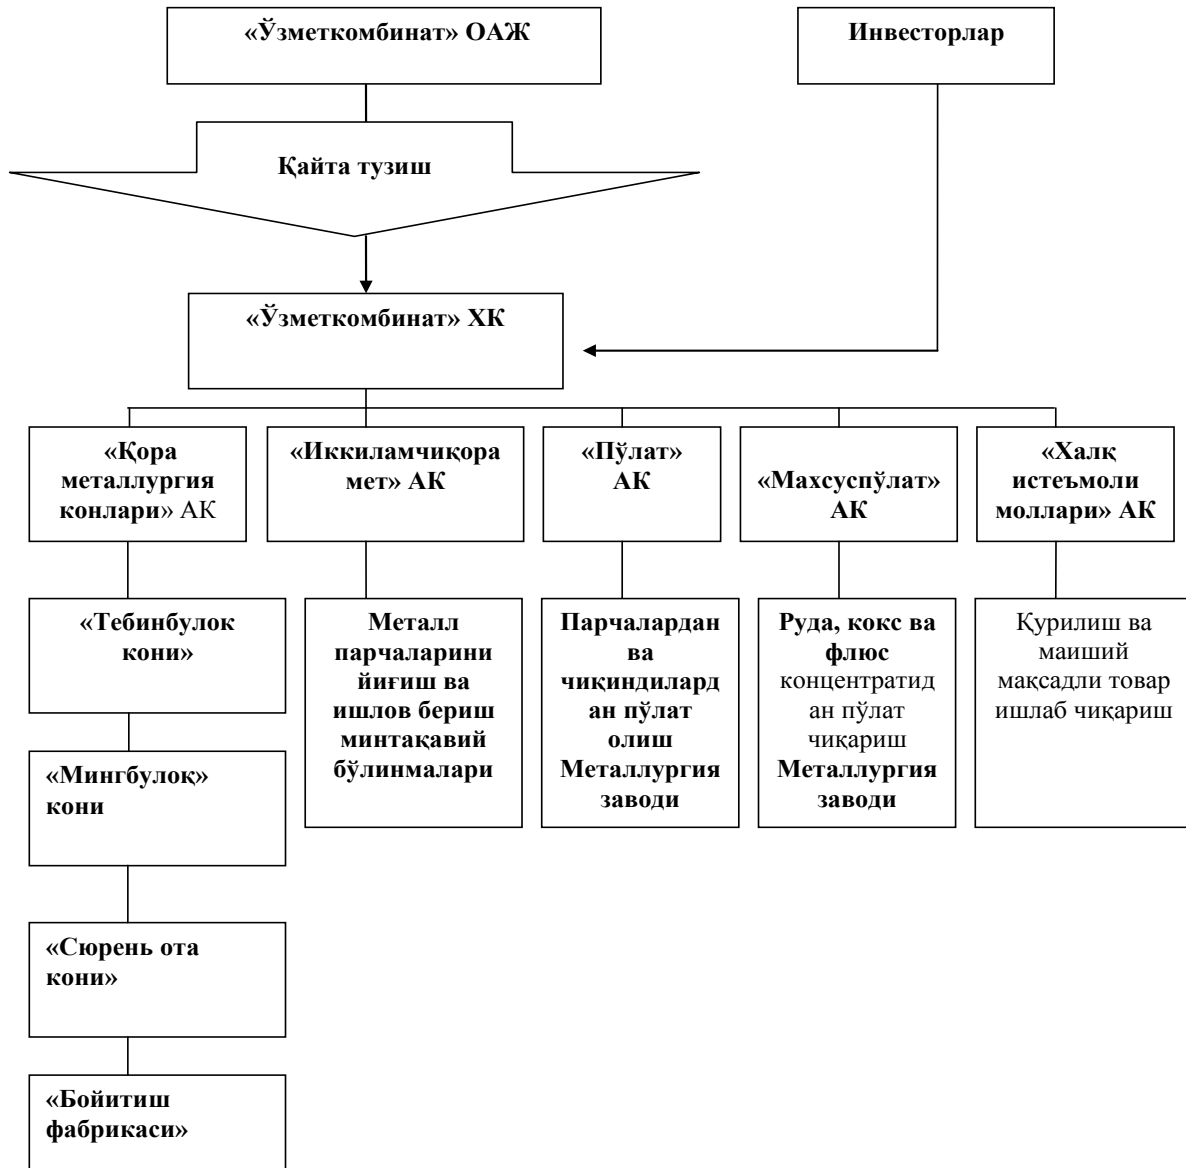 «Ўзметкомбинат» ОАЖ
Инвесторлар
Қайта тузиш
«Ўзметкомбинат» ХК
«Қора
металлургия
конлари» АК
«Иккиламчиқора
мет» АК
«Пўлат»
АК
«Махсуспўлат»
АК
«Халқ
истеъмоли
моллари» АК
«Тебинбулок
кони»
«Мингбулоқ»
кони
«Сюрень ота
кони»
«Бойитиш
фабрикаси»
Металл
парчаларини
йиғиш ва
ишлов бериш
минтақавий
бўлинмалари
Парчалардан
ва
чиқиндилард
ан пўлат
олиш
Металлургия
заводи
Руда, кокс ва
флюс
концентратид
ан пўлат
чиқариш
Металлургия
заводи
Қурилиш ва
маиший
мақсадли товар
ишлаб чиқариш